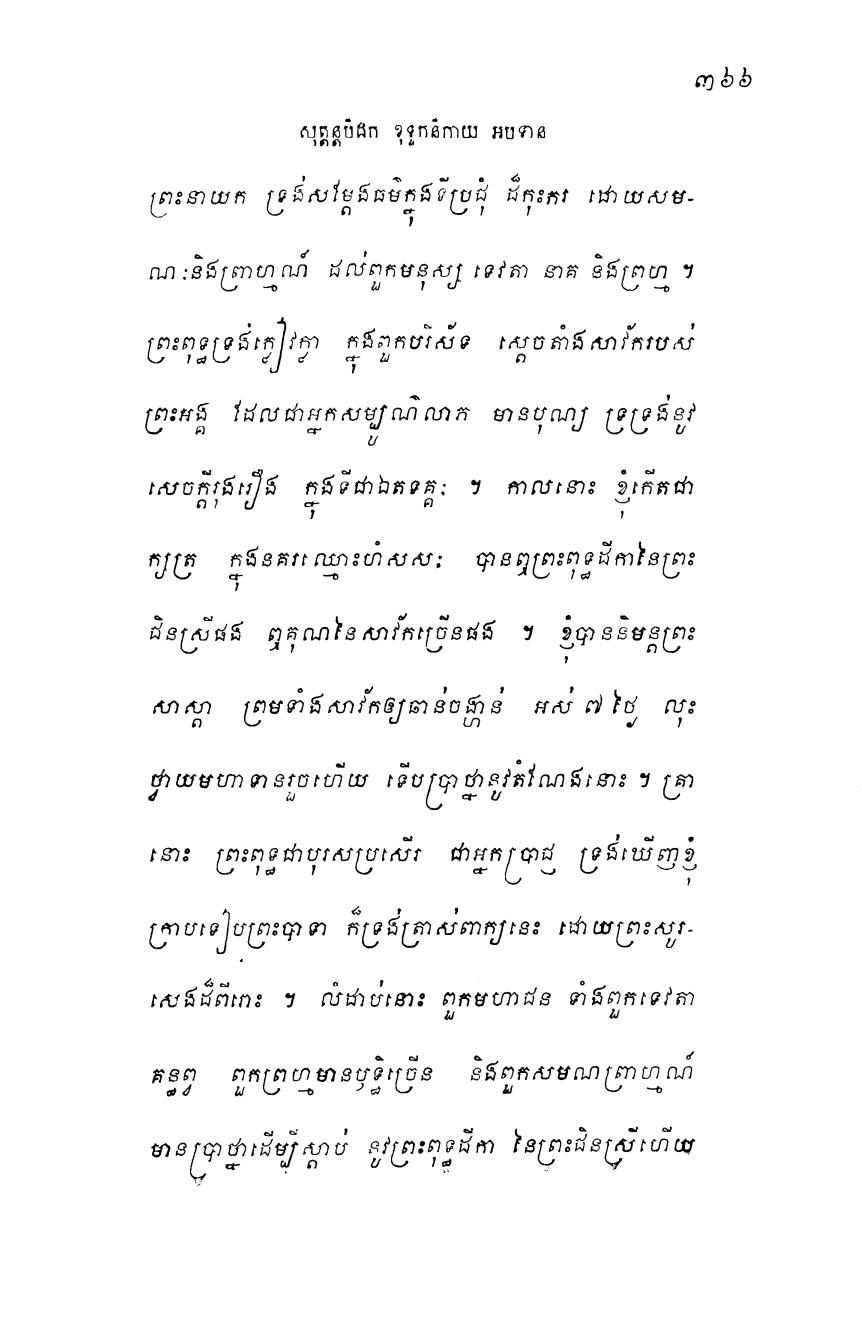 ៣៦៦
សុត្តន្តបិដក ខុទ្ទកនិកាយ អបទាន
ព្រះនាយក ទ្រង់សម្តែងធម៌ក្នុងទីប្រជុំ ដ៏កុះករ ដោយសម-
ណៈនិងព្រាហ្មណ៍ ដល់ពួកមនុស្ស ទេវតា នាគ និងព្រហ្ម ។
ព្រះពុទ្ធទ្រង់ក្លៀវក្លា ក្នុងពួកបរិស័ទ ស្តេចតាំងសាវ័ករបស់
ព្រះអង្គ ដែលជាអ្នកសម្បូណ៌លាភ មានបុណ្យ ទ្រទ្រង់នូវ
សេចក្តីរុងរឿង ក្នុងទីជាឯតទគ្គៈ ។ កាលនោះ ខ្ញុំកើតជា
ក្សត្រ ក្នុងនគរឈ្មោះហំសសៈ បានឮព្រះពុទ្ធដីកានៃព្រះ
ជិនស្រីផង ឮគុណនៃសាវ័កច្រើនផង ។ ខ្ញុំបាននិមន្តព្រះ
សាស្តា ព្រមទាំងសាវ័កឲ្យឆាន់ចង្ហាន់ អស់ ៧ ថ្ងៃ លុះ
ថ្វាយមហាទានរួចហើយ ទើបប្រាថ្នានូវតំណែងនោះ ។ គ្រា
នោះ ព្រះពុទ្ធជាបុរសប្រសើរ ជាអ្នកប្រាជ្ញ ទ្រង់ឃើញខ្ញុំ
ក្រាបទៀបព្រះបាទា ក៏ទ្រង់ត្រាស់ពាក្យនេះ ដោយព្រះសូរ-
សេងដ៏ពីរោះ ។ លំដាប់នោះ ពួកមហាជន ទាំងពួកទេវតា
គន្ធព្វ ពួកព្រហ្មមានឫទ្ធិច្រើន និងពួកសមណព្រាហ្មណ៍
មានប្រាថ្នាដើម្បីស្តាប់ នូវព្រះពុទ្ធដីកា នៃព្រះជិនស្រីហើយ